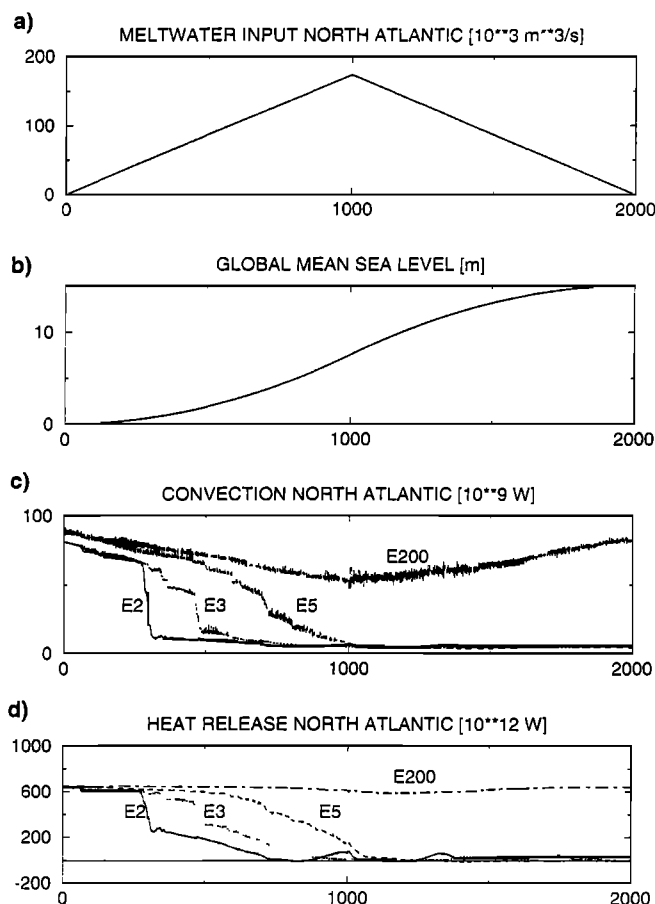 a)
MELTWATER INPUT NORTH ATLANTIC [10**3 m**3/s]
200
100
0
0 1000 2000
b)
GLOBAL MEAN SEA LEVEL [m]
10
0
0 1000 2000
c)
CONVECTION NORTH ATLANTIC [10**9 W]
100
50
0
E200
E2 E3 E5
0 1000 2000
d)
HEAT RELEASE NORTH ATLANTIC [10**12 W]
1000
600
200
-200
E200
E2 E3 E5
0 1000 2000